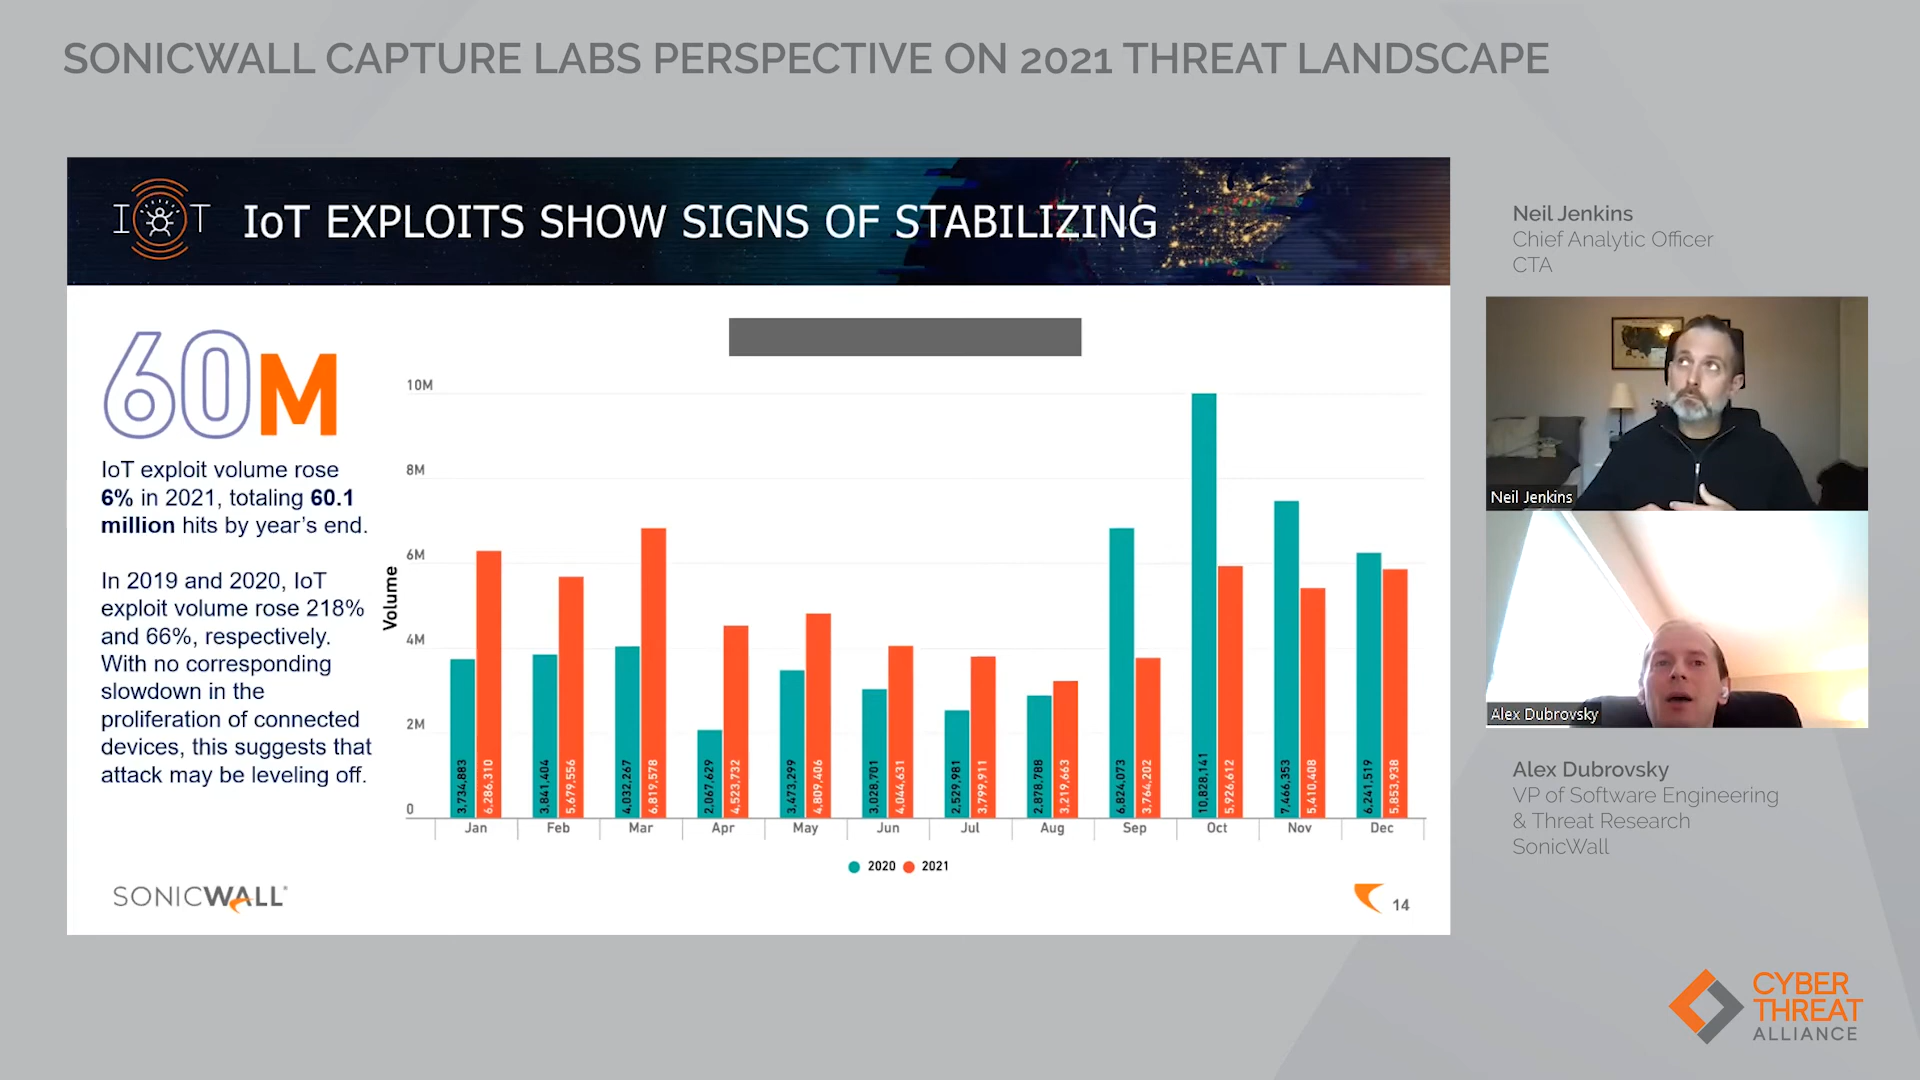 SONICWALL CAPTURE LABS PERSPECTIVE ON 2021 THREAT LANDSCAPE
IOT
IoT EXPLOITS SHOW SIGNS OF STABILIZING
60M
IoT exploit volume rose
6% in 2021, totaling 60.1
million hits by year's end.
In 2019 and 2020, IoT
exploit volume rose 218%
and 66%, respectively.
With no corresponding
slowdown in the
proliferation of connected
devices, this suggests that
attack may be leveling off.
Volume
10M
8M
6M
4M
2M
0
3,734,883
6,286,310
3,841,404
5,679,556
4,032,267
6,819,578
2,067,629
4,523,732
3,473,299
4,809,406
3,028,701
4,044,631
2,529,981
3,799,911
2,878,788
3,219,663
6,824,073
3,764,202
10,828,141
5,926,612
7,466,353
5,410,408
6,241,519
5,853,938
Jan Feb Mar Apr May Jun Jul Aug Sep Oct Nov Dec
2020 2021
SONICWALL
14
Neil Jenkins
Chief Analytic Officer
CTA
Neil Jenkins
Alex Dubrovsky
Alex Dubrovsky
VP of Software Engineering
& Threat Research
SonicWall
CYBER
THREAT
ALLIANCE